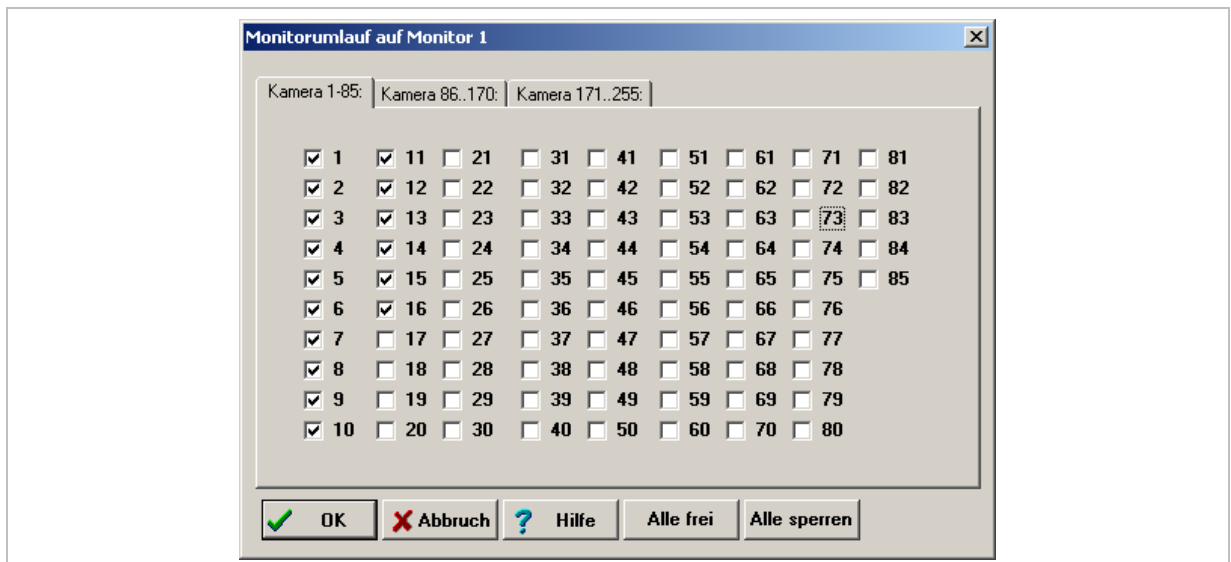 Monitorumlauf auf Monitor 1
Kamera 1-85: Kamera 86..170: Kamera 171..255:
1 11 21 31 41 51 61 71 81
2 12 22 32 42 52 62 72 82
3 13 23 33 43 53 63 73 83
4 14 24 34 44 54 64 74 84
5 15 25 35 45 55 65 75 85
6 16 26 36 46 56 66 76
7 17 27 37 47 57 67 77
8 18 28 38 48 58 68 78
9 19 29 39 49 59 69 79
10 20 30 40 50 60 70 80
OK Abbruch Hilfe Alle frei Alle sperren